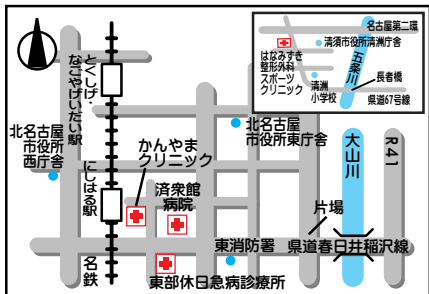 名古屋第二環
はなみずき
整形外科
スポーツ
クリニック
清須市役所清洲庁舎
清洲
小学校
五条川
長者橋
県道67号線
とくしげ・
なごやげいだい駅
北名古屋
市役所
西庁舎
にしはる駅
名鉄
かんやま
クリニック
済衆館
病院
北名古屋
市役所東庁舎
大山川
R41
片場
東消防署
県道春日井稲沢線
東部休日急病診療所